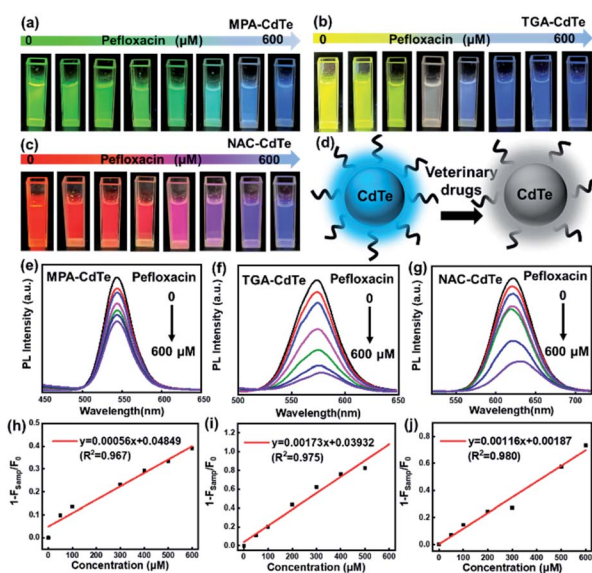 (a) MPA-CdTe
0 Pefloxacin (μM) 600
(b) TGA-CdTe
0 Pefloxacin (μM) 600
(c) NAC-CdTe
0 Pefloxacin (μM) 600
(d)
CdTe Veterinary drugs CdTe
(e)
MPA-CdTe Pefloxacin
0
600 μM
PL Intensity (a.u.)
450 500 550 600 650
Wavelength(nm)
(f)
TGA-CdTe Pefloxacin
0
600 μM
PL Intensity (a.u.)
500 550 600 650
Wavelength(nm)
(g)
NAC-CdTe Pefloxacin
0
600 μM
PL Intensity (a.u.)
550 600 650 700
Wavelength(nm)
(h)
y=0.00056x+0.04849
(R²=0.967)
1-F_Samp/F_0
0.5
0.4
0.3
0.2
0.1
0.0
0 100 200 300 400 500 600
Concentration (μM)
(i)
y=0.00173x+0.03932
(R²=0.975)
1-F_Samp/F_0
1.4
1.2
1.0
0.8
0.6
0.4
0.2
0.0
0 100 200 300 400 500 600
Concentration (μM)
(j)
y=0.00116x+0.00187
(R²=0.980)
1-F_Samp/F_0
0.8
0.6
0.4
0.2
0.0
0 100 200 300 400 500 600
Concentration (μM)